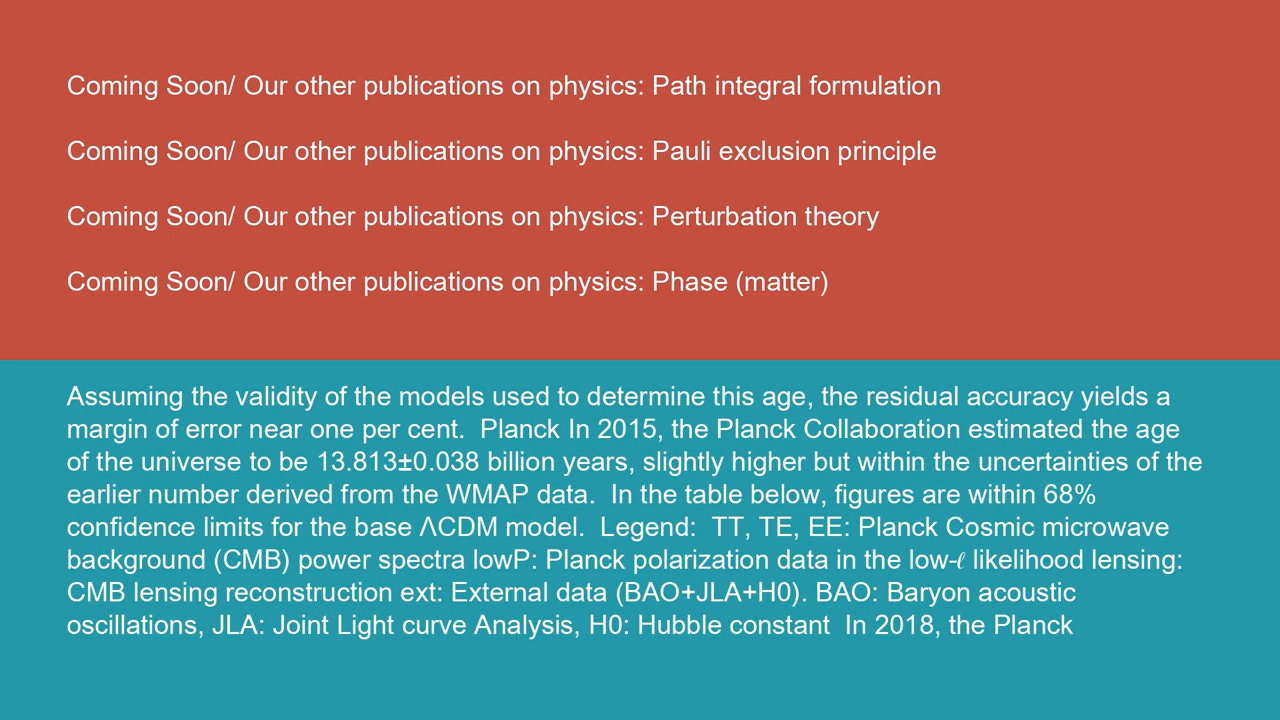 Coming Soon/ Our other publications on physics: Path integral formulation
Coming Soon/ Our other publications on physics: Pauli exclusion principle
Coming Soon/ Our other publications on physics: Perturbation theory
Coming Soon/ Our other publications on physics: Phase (matter)
Assuming the validity of the models used to determine this age, the residual accuracy yields a
margin of error near one per cent.  Planck In 2015, the Planck Collaboration estimated the age
of the universe to be 13.813±0.038 billion years, slightly higher but within the uncertainties of the
earlier number derived from the WMAP data.  In the table below, figures are within 68%
confidence limits for the base ΛCDM model.  Legend:  TT, TE, EE: Planck Cosmic microwave
background (CMB) power spectra lowP: Planck polarization data in the low-ℓ likelihood lensing:
CMB lensing reconstruction ext: External data (BAO+JLA+H0). BAO: Baryon acoustic
oscillations, JLA: Joint Light curve Analysis, H0: Hubble constant  In 2018, the Planck